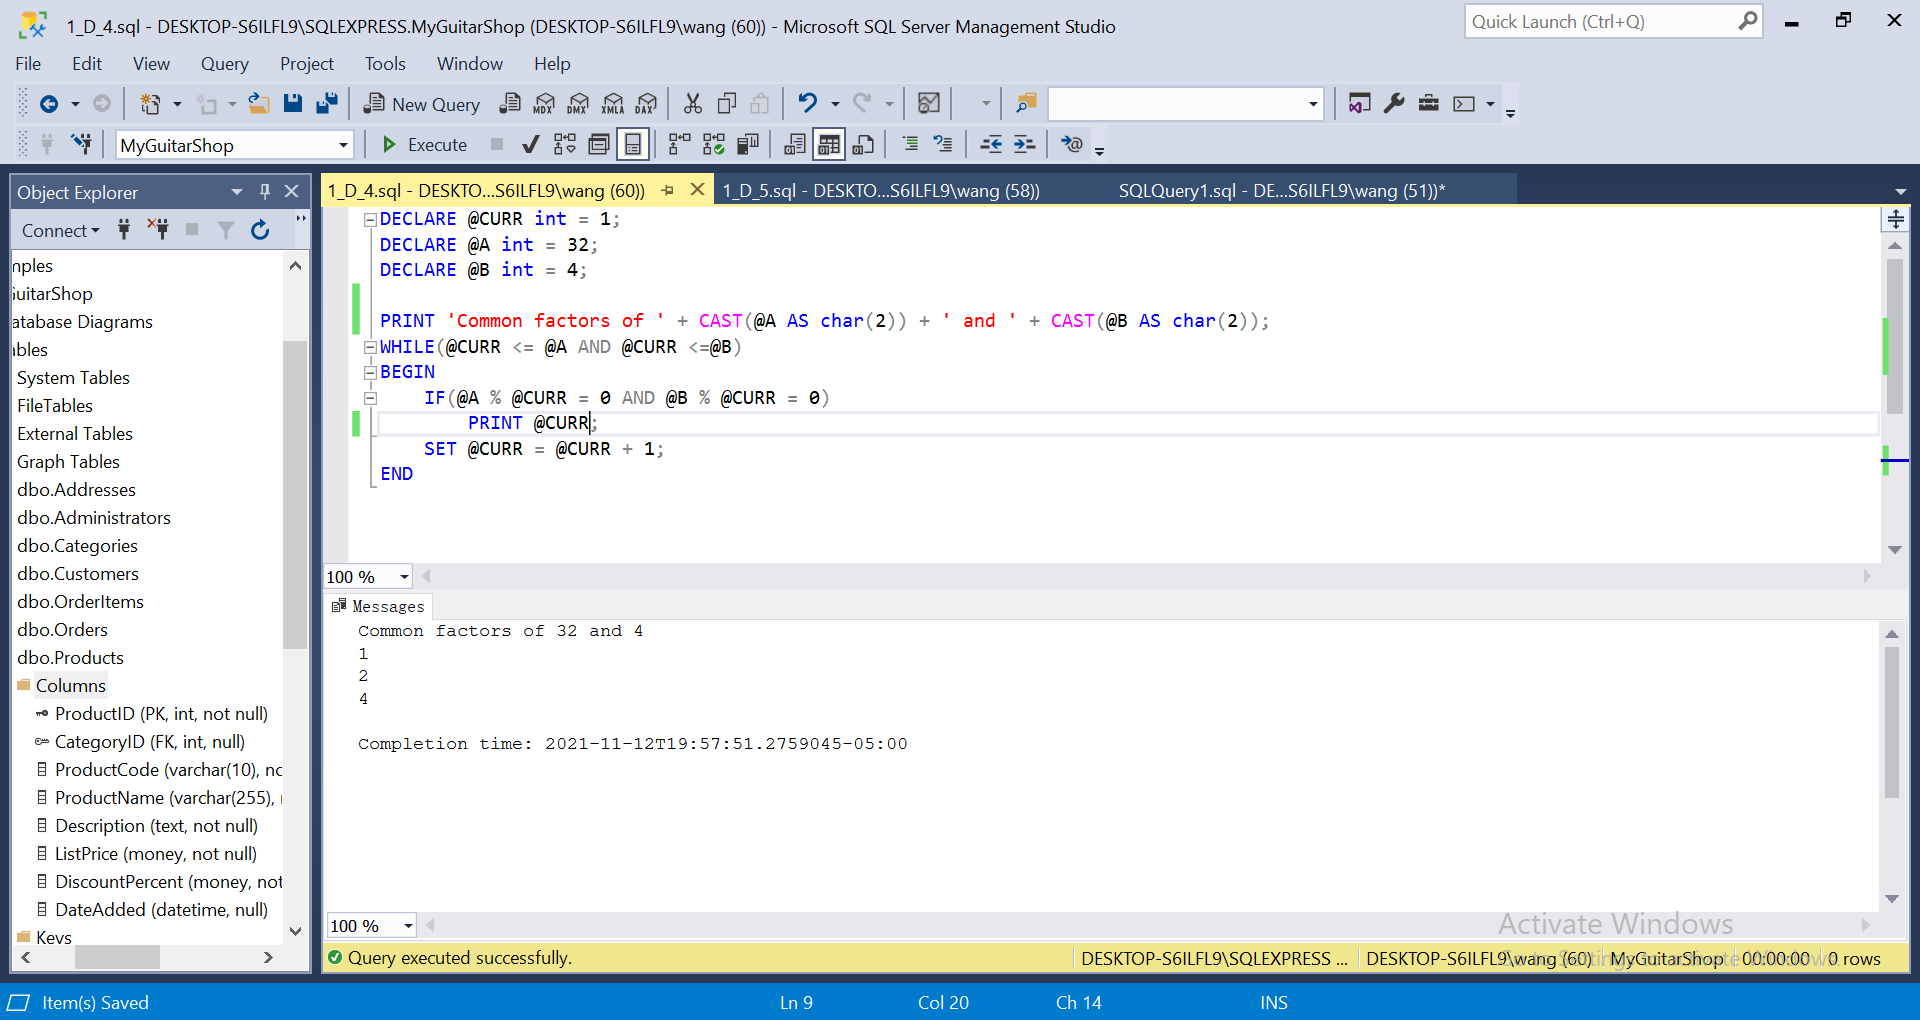 1_D_4.sql - DESKTOP-S6ILFL9\SQLEXPRESS.MyGuitarShop (DESKTOP-S6ILFL9\wang (60)) - Microsoft SQL Server Management Studio
Quick Launch (Ctrl+Q)
File Edit View Query Project Tools Window Help
New Query MDX DMX XMLA DAX
MyGuitarShop Execute
Object Explorer
Connect
nples
iuitarShop
atabase Diagrams
bles
System Tables
FileTables
External Tables
Graph Tables
dbo.Addresses
dbo.Administrators
dbo.Categories
dbo.Customers
dbo.OrderItems
dbo.Orders
dbo.Products
Columns
ProductID (PK, int, not null)
CategoryID (FK, int, null)
ProductCode (varchar(10), nc
ProductName (varchar(255),
Description (text, not null)
ListPrice (money, not null)
DiscountPercent (money, not
DateAdded (datetime, null)
Keys
1_D_4.sql - DESKTO...S6ILFL9\wang (60)) 1_D_5.sql - DESKTO...S6ILFL9\wang (58)) SQLQuery1.sql - DE...S6ILFL9\wang (51))*
DECLARE @CURR int = 1;
DECLARE @A int = 32;
DECLARE @B int = 4;
PRINT 'Common factors of ' + CAST(@A AS char(2)) + ' and ' + CAST(@B AS char(2));
WHILE(@CURR <= @A AND @CURR <=@B)
BEGIN
IF(@A % @CURR = 0 AND @B % @CURR = 0)
PRINT @CURR;
SET @CURR = @CURR + 1;
END
100 %
Messages
Common factors of 32 and 4
1
2
4
Completion time: 2021-11-12T19:57:51.2759045-05:00
100 %
Activate Windows
Go to Settings to activate Windows.
Query executed successfully. DESKTOP-S6ILFL9\SQLEXPRESS ... DESKTOP-S6ILFL9\wang (60) MyGuitarShop 00:00:00 0 rows
Item(s) Saved Ln 9 Col 20 Ch 14 INS